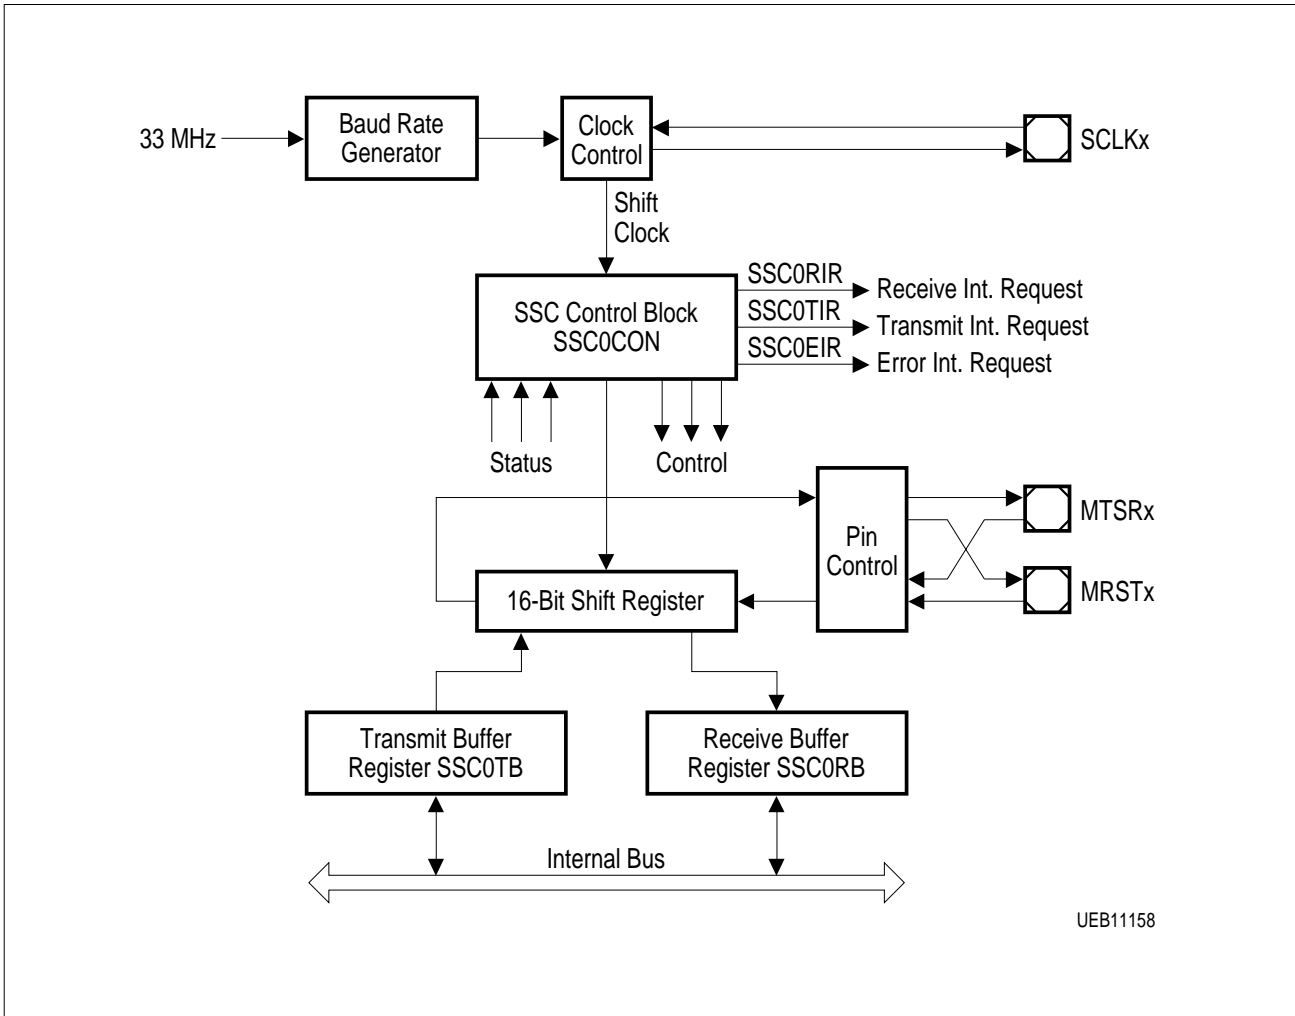 33 MHz
Baud Rate
Generator
Clock
Control
SCLKx
Shift
Clock
SSC Control Block
SSC0CON
SSC0RIR
Receive Int. Request
SSC0TIR
Transmit Int. Request
SSC0EIR
Error Int. Request
Status
Control
Pin
Control
MTSRx
MRSTx
16-Bit Shift Register
Transmit Buffer
Register SSC0TB
Receive Buffer
Register SSC0RB
Internal Bus
UEB11158